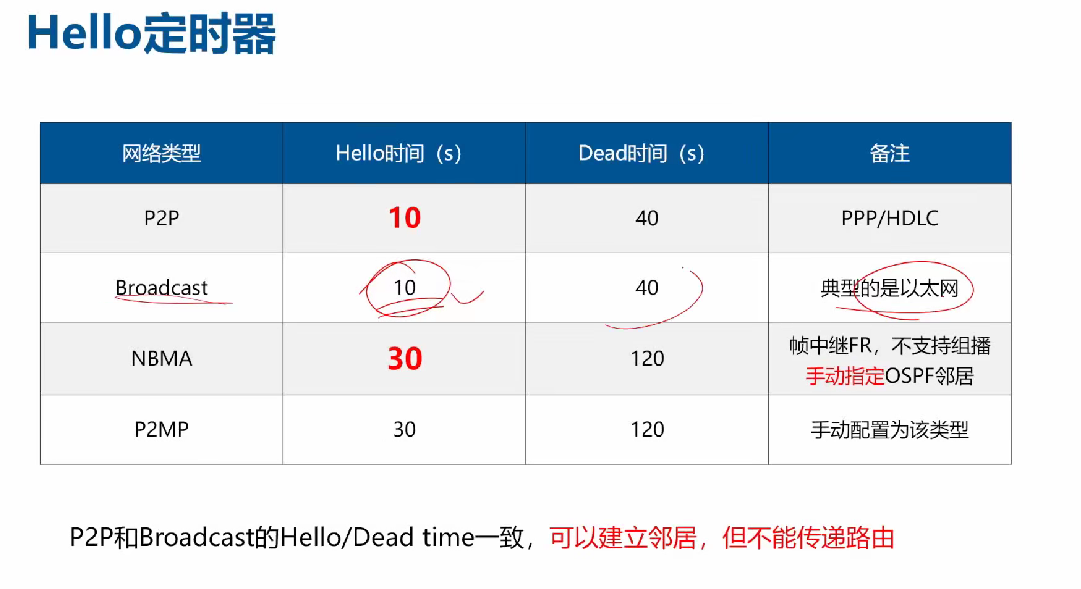 Hello定时器
网络类型 Hello时间（s） Dead时间（s） 备注
P2P 10 40 PPP/HDLC
Broadcast 10 40 典型的是以太网
NBMA 30 120 帧中继FR，不支持组播
手动指定OSPF邻居
P2MP 30 120 手动配置为该类型
P2P和Broadcast的Hello/Dead time一致，可以建立邻居，但不能传递路由